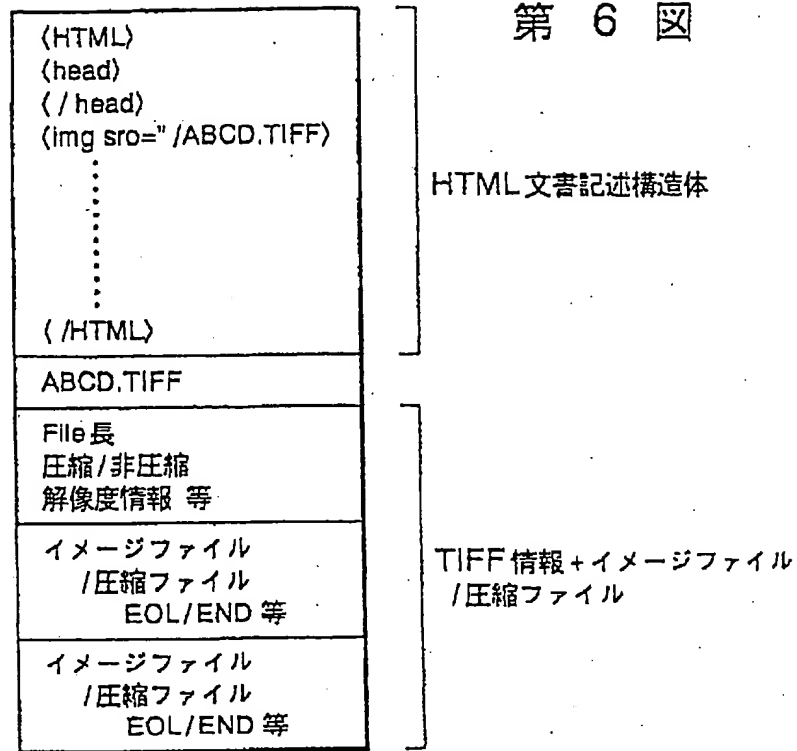 第 6 図
〈HTML〉
〈head〉
〈 / head〉
〈img sro=" /ABCD.TIFF〉
〈 /HTML〉
HTML文書記述構造体
ABCD.TIFF
File長
圧縮/非圧縮
解像度情報 等
イメージファイル
/圧縮ファイル
EOL/END 等
イメージファイル
/圧縮ファイル
EOL/END 等
TIFF情報+イメージファイル
/圧縮ファイル